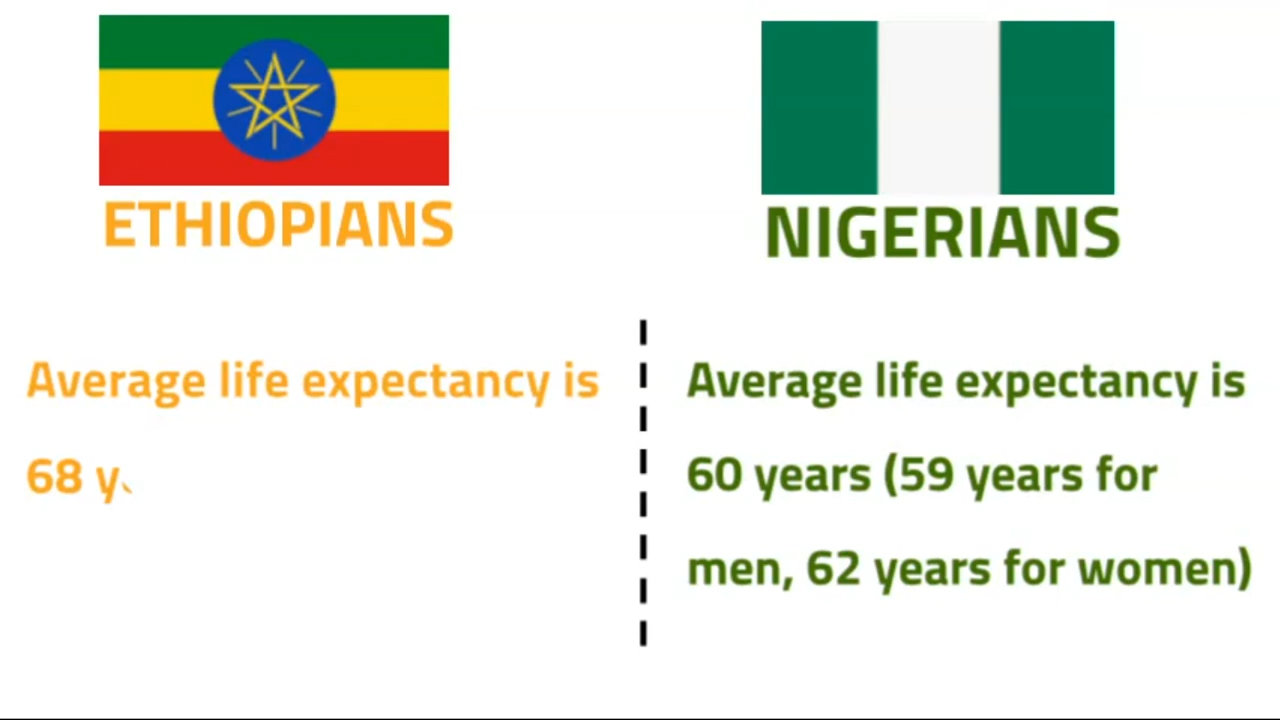 ETHIOPIANS
Average life expectancy is
68
NIGERIANS
Average life expectancy is
60 years (59 years for
men, 62 years for women)